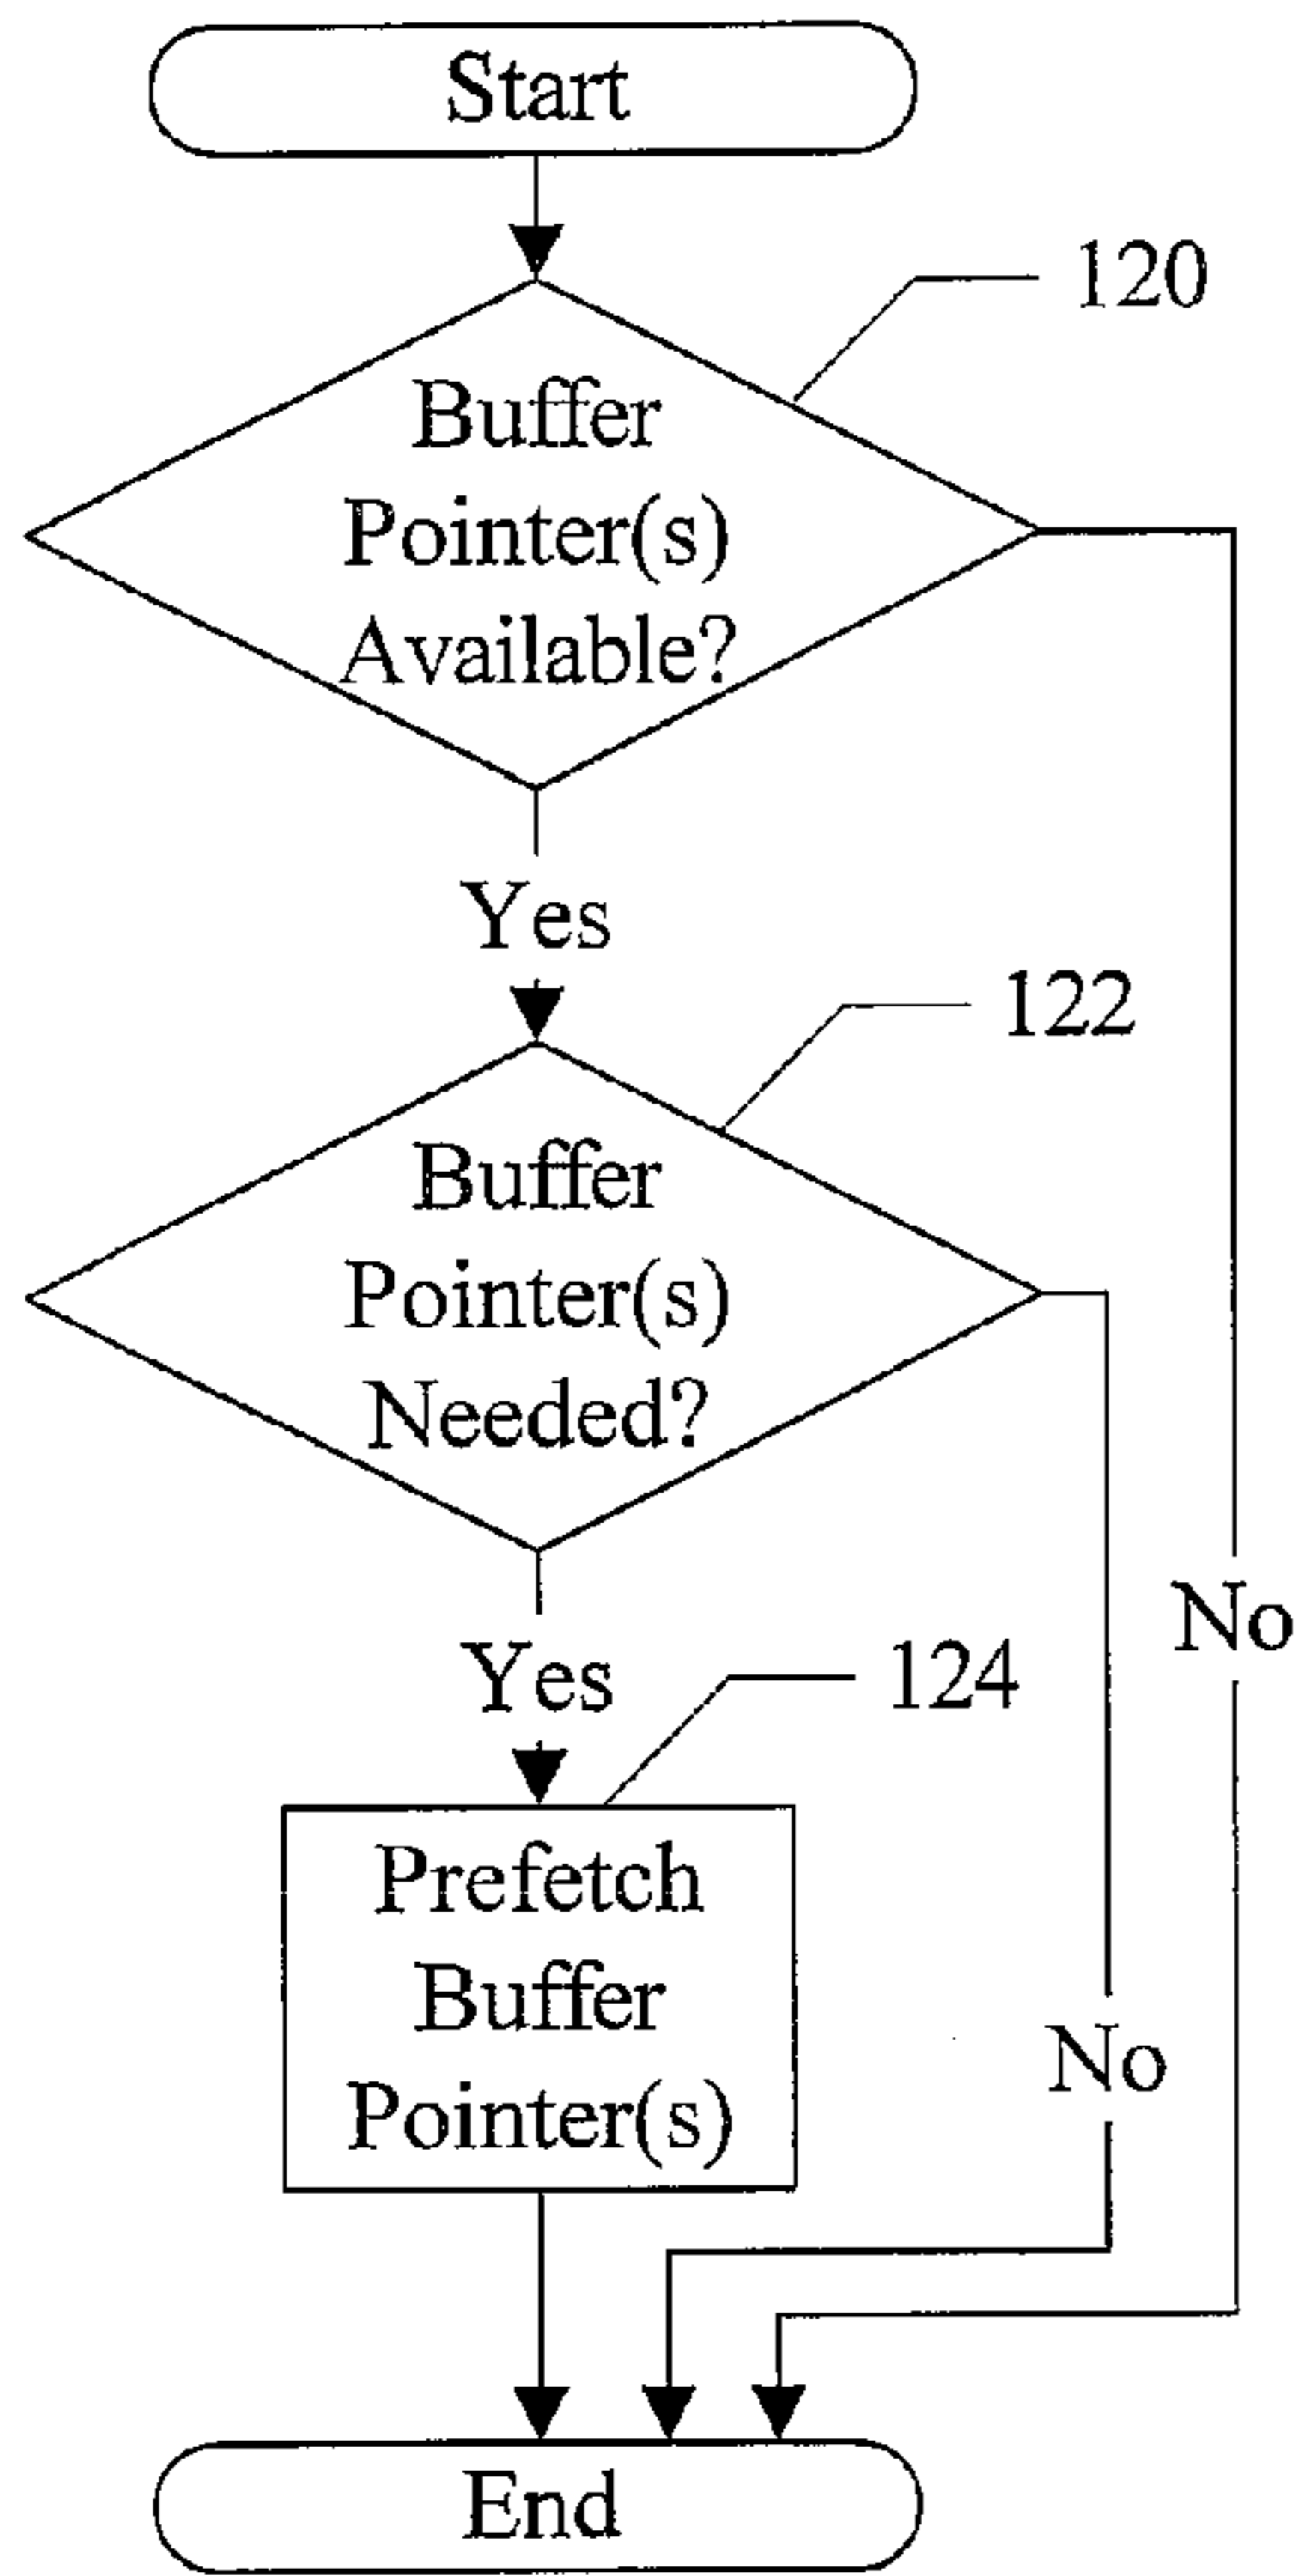 Start
120
Buffer
Pointer(s)
Available?
Yes
122
Buffer
Pointer(s)
Needed?
Yes
No
124
Prefetch
Buffer
Pointer(s)
No
End